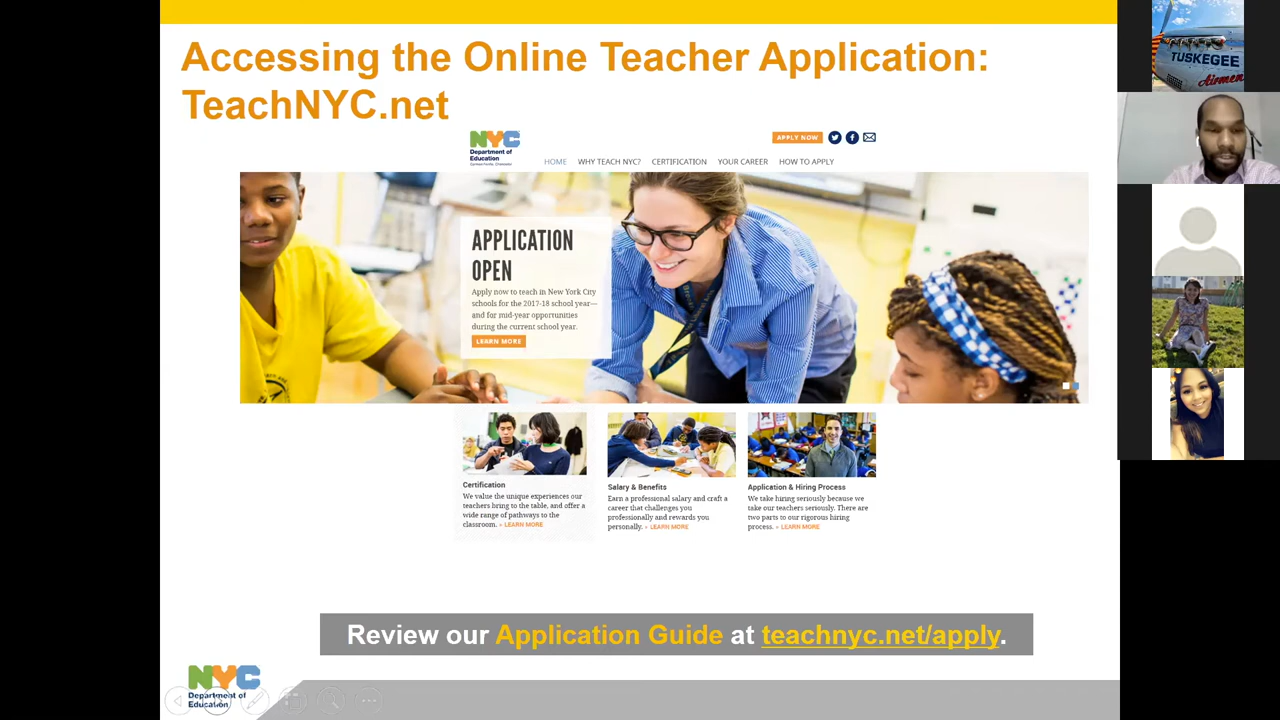 Accessing the Online Teacher Application:
TeachNYC.net
NYC
Department of
Education
APPLY NOW
HOME WHY TEACH NYC? CERTIFICATION YOUR CAREER HOW TO APPLY
APPLICATION
OPEN
Apply now to teach in New York City
schools for the 2017-18 school year—
and for mid-year opportunities
during the current school year.
LEARN MORE
Certification
We value the unique experiences our
teachers bring to the table, and offer a
wide range of pathways to the
classroom. » LEARN MORE
Salary & Benefits
Earn a professional salary and craft a
career that challenges you
professionally and rewards you
personally. » LEARN MORE
Application & Hiring Process
We take hiring seriously because we
take our teachers seriously. There are
two parts to our rigorous hiring
process. » LEARN MORE
Review our Application Guide at teachnyc.net/apply.
NYC
Department of
Education
TUSKEGEE
Airmen